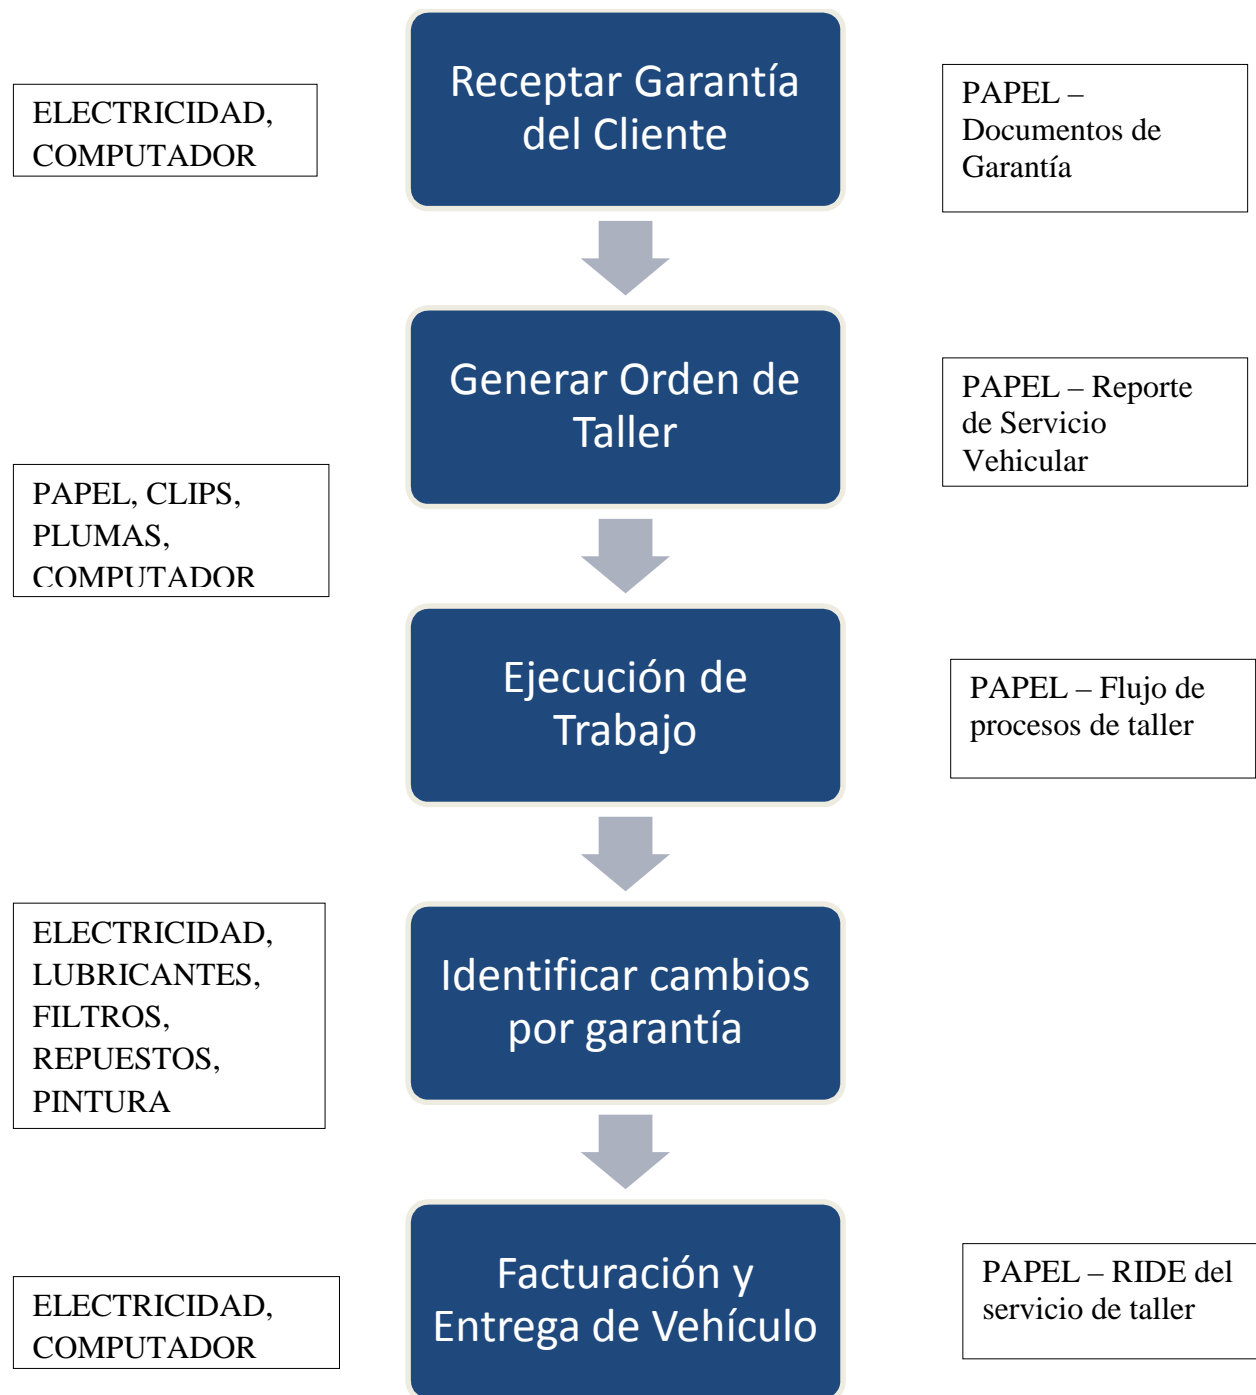 Receptar Garantía
del Cliente
ELECTRICIDAD,
COMPUTADOR
PAPEL –
Documentos de
Garantía
Generar Orden de
Taller
PAPEL – Reporte
de Servicio
Vehicular
PAPEL, CLIPS,
PLUMAS,
COMPUTADOR
Ejecución de
Trabajo
PAPEL – Flujo de
procesos de taller
ELECTRICIDAD,
LUBRICANTES,
FILTROS,
REPUESTOS,
PINTURA
Identificar cambios
por garantía
Facturación y
Entrega de Vehículo
ELECTRICIDAD,
COMPUTADOR
PAPEL – RIDE del
servicio de taller